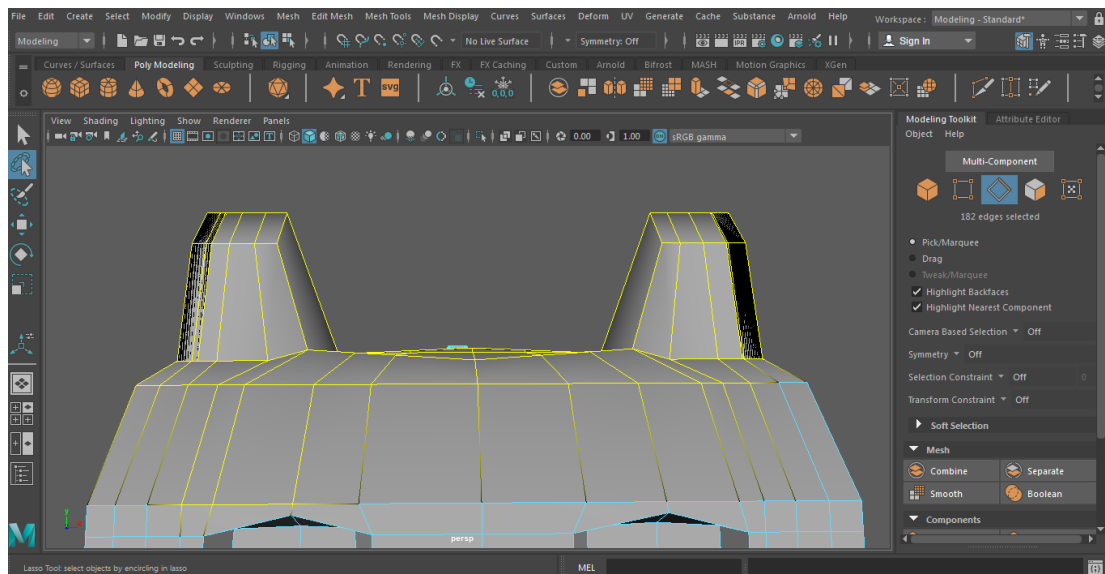 File Edit Create Select Modify Display Windows Mesh Edit Mesh Mesh Tools Mesh Display Curves Surfaces Deform UV Generate Cache Substance Arnold Help Workspace : Modeling - Standard*
Modeling No Live Surface Symmetry: Off IPR Sign In
Curves / Surfaces Poly Modeling Sculpting Rigging Animation Rendering FX FX Caching Custom Arnold Bifrost MASH Motion Graphics XGen
T SVG 0,0,0
View Shading Lighting Show Renderer Panels
0.00 1.00 sRGB gamma
persp
y
Modeling Toolkit Attribute Editor
Object Help
Multi-Component
182 edges selected
Pick/Marquee
Drag
Tweak/Marquee
Highlight Backfaces
Highlight Nearest Component
Camera Based Selection Off
Symmetry Off
Selection Constraint Off 0
Transform Constraint Off
Soft Selection
Mesh
Combine Separate
Smooth Boolean
Components
M
Lasso Tool: select objects by encircling in lasso MEL